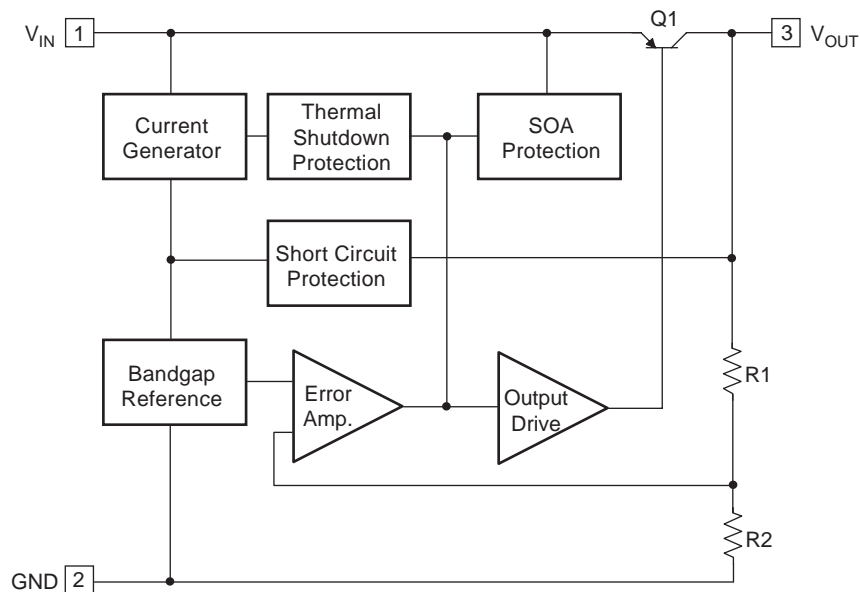 Q1
V_IN 1
3 V_OUT
Current
Generator
Thermal
Shutdown
Protection
SOA
Protection
Short Circuit
Protection
Bandgap
Reference
Error
Amp.
Output
Drive
R1
R2
GND 2